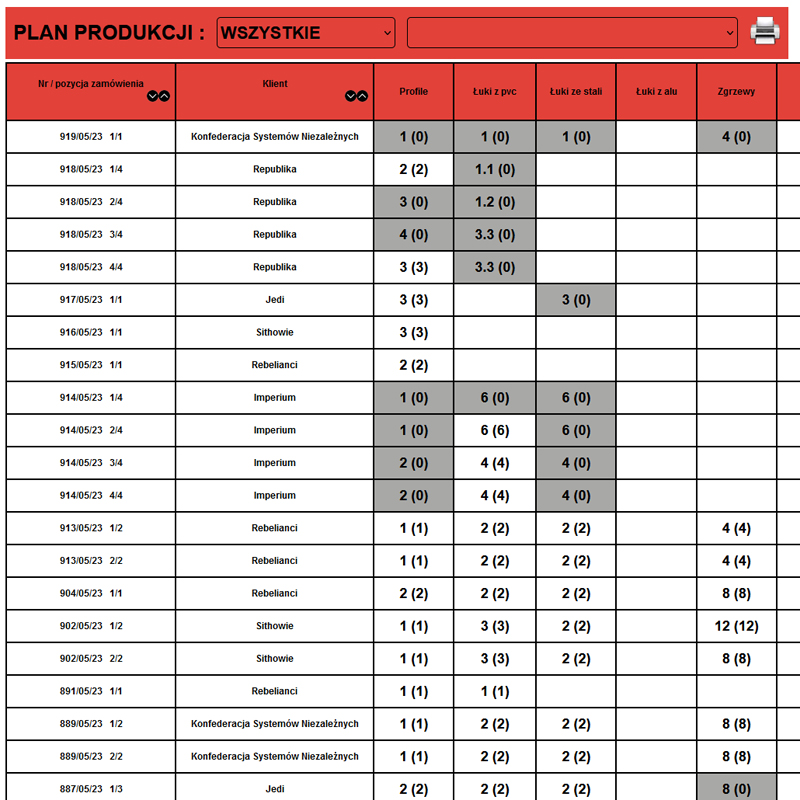 PLAN PRODUKCJI : WSZYSTKIE
Nr / pozycja zamówienia Klient Profile Łuki z pvc Łuki ze stali Łuki z alu Zgrzewy
919/05/23 1/1 Konfederacja Systemów Niezależnych 1 (0) 1 (0) 1 (0) 4 (0)
918/05/23 1/4 Republika 2 (2) 1.1 (0)
918/05/23 2/4 Republika 3 (0) 1.2 (0)
918/05/23 3/4 Republika 4 (0) 3.3 (0)
918/05/23 4/4 Republika 3 (3) 3.3 (0)
917/05/23 1/1 Jedi 3 (3) 3 (0)
916/05/23 1/1 Sithowie 3 (3)
915/05/23 1/1 Rebelianci 2 (2)
914/05/23 1/4 Imperium 1 (0) 6 (0) 6 (0)
914/05/23 2/4 Imperium 1 (0) 6 (6) 6 (0)
914/05/23 3/4 Imperium 2 (0) 4 (4) 4 (0)
914/05/23 4/4 Imperium 2 (0) 4 (4) 4 (0)
913/05/23 1/2 Rebelianci 1 (1) 2 (2) 2 (2) 4 (4)
913/05/23 2/2 Rebelianci 1 (1) 2 (2) 2 (2) 4 (4)
904/05/23 1/1 Rebelianci 2 (2) 2 (2) 2 (2) 8 (8)
902/05/23 1/2 Sithowie 1 (1) 3 (3) 2 (2) 12 (12)
902/05/23 2/2 Sithowie 1 (1) 3 (3) 2 (2) 8 (8)
891/05/23 1/1 Rebelianci 1 (1) 1 (1)
889/05/23 1/2 Konfederacja Systemów Niezależnych 1 (1) 2 (2) 2 (2) 8 (8)
889/05/23 2/2 Konfederacja Systemów Niezależnych 1 (1) 2 (2) 2 (2) 8 (8)
887/05/23 1/3 Jedi 2 (2) 2 (2) 2 (2) 8 (0)